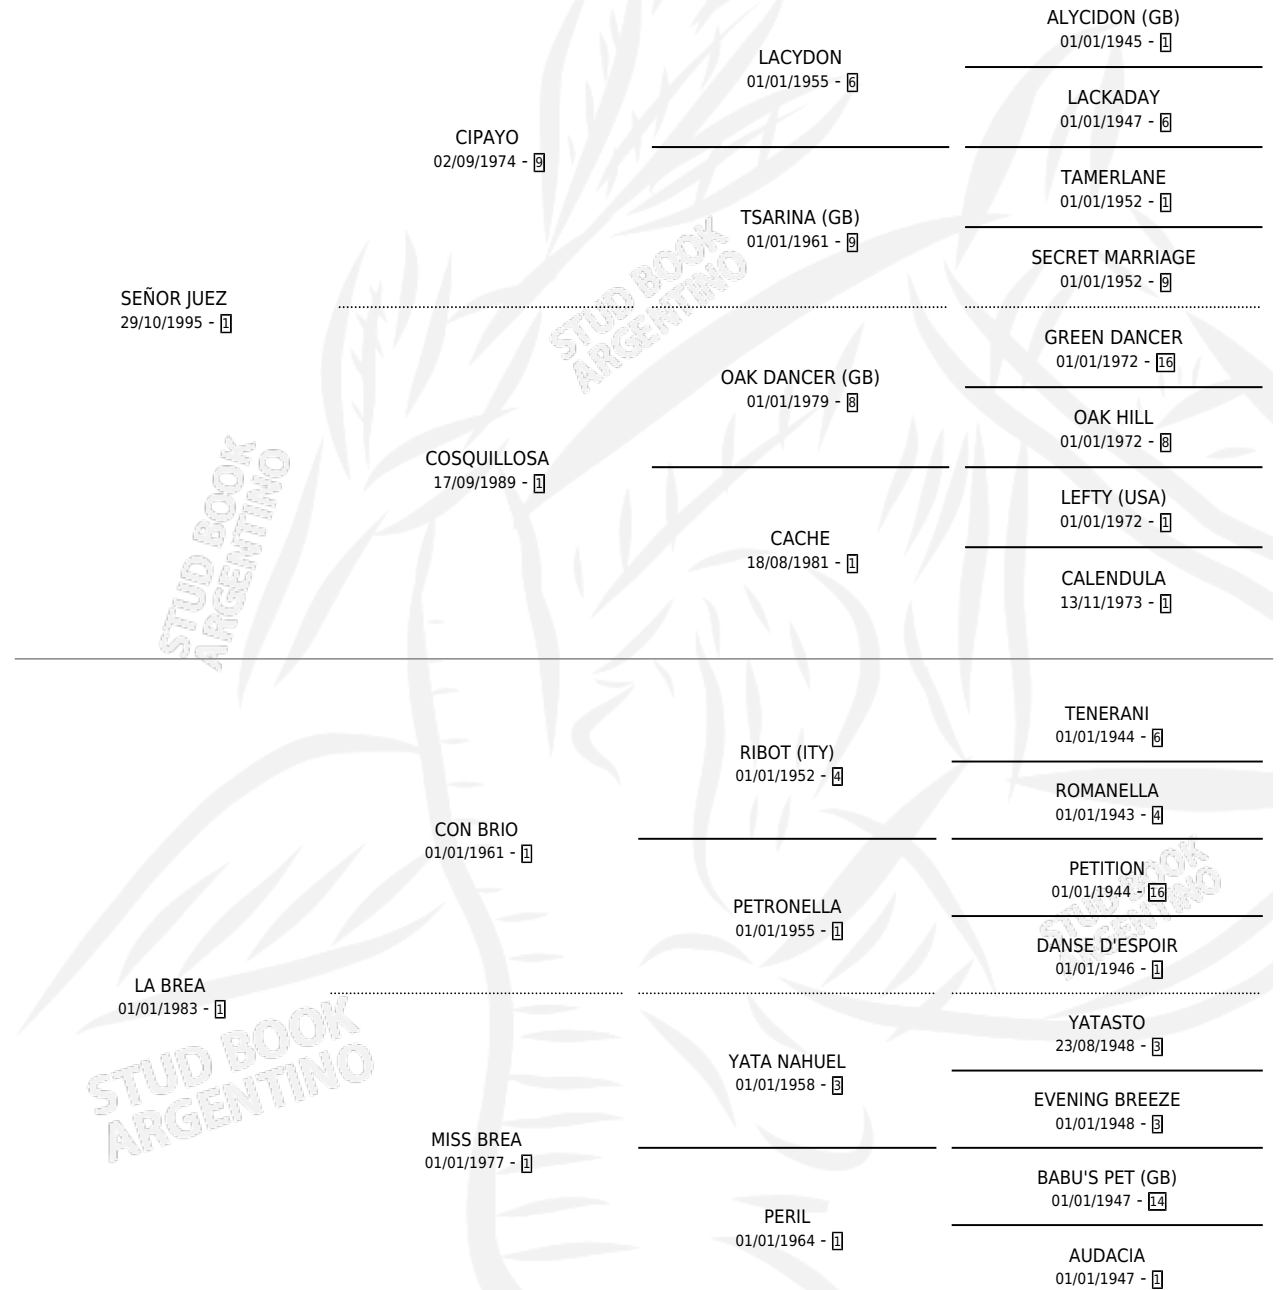 SEÑOR JUEZ
29/10/1995 - 1
CIPAYO
02/09/1974 - 9
LACYDON
01/01/1955 - 6
ALYCIDON (GB)
01/01/1945 - 1
LACKADAY
01/01/1947 - 6
TSARINA (GB)
01/01/1961 - 9
TAMERLANE
01/01/1952 - 1
SECRET MARRIAGE
01/01/1952 - 9
COSQUILLOSA
17/09/1989 - 1
OAK DANCER (GB)
01/01/1979 - 8
GREEN DANCER
01/01/1972 - 16
OAK HILL
01/01/1972 - 8
CACHE
18/08/1981 - 1
LEFTY (USA)
01/01/1972 - 1
CALENDULA
13/11/1973 - 1
LA BREA
01/01/1983 - 1
CON BRIO
01/01/1961 - 1
RIBOT (ITY)
01/01/1952 - 4
TENERANI
01/01/1944 - 6
ROMANELLA
01/01/1943 - 4
PETRONELLA
01/01/1955 - 1
PETITION
01/01/1944 - 16
DANSE D'ESPOIR
01/01/1946 - 1
MISS BREA
01/01/1977 - 1
YATA NAHUEL
01/01/1958 - 3
YATASTO
23/08/1948 - 3
EVENING BREEZE
01/01/1948 - 3
PERIL
01/01/1964 - 1
BABU'S PET (GB)
01/01/1947 - 14
AUDACIA
01/01/1947 - 1
STUD BOOK
ARGENTINO
STUD BOOK
ARGENTINO
STUD BOOK
ARGENTINO
STUD BOOK
ARGENTINO